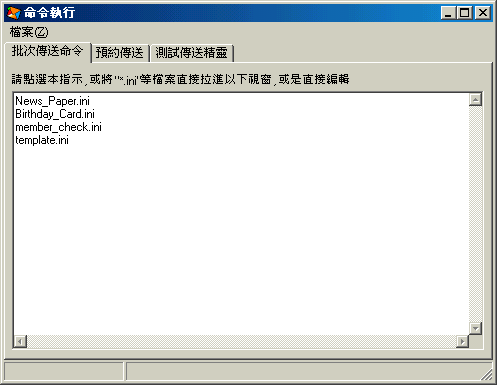 命令執行
檔案(Z)
批次傳送命令 預約傳送 測試傳送精靈
請點選本指示,或將"*.ini'等檔案直接拉進以下視窗,或是直接編輯
News_Paper.ini
Birthday_Card.ini
member_check.ini
template.ini